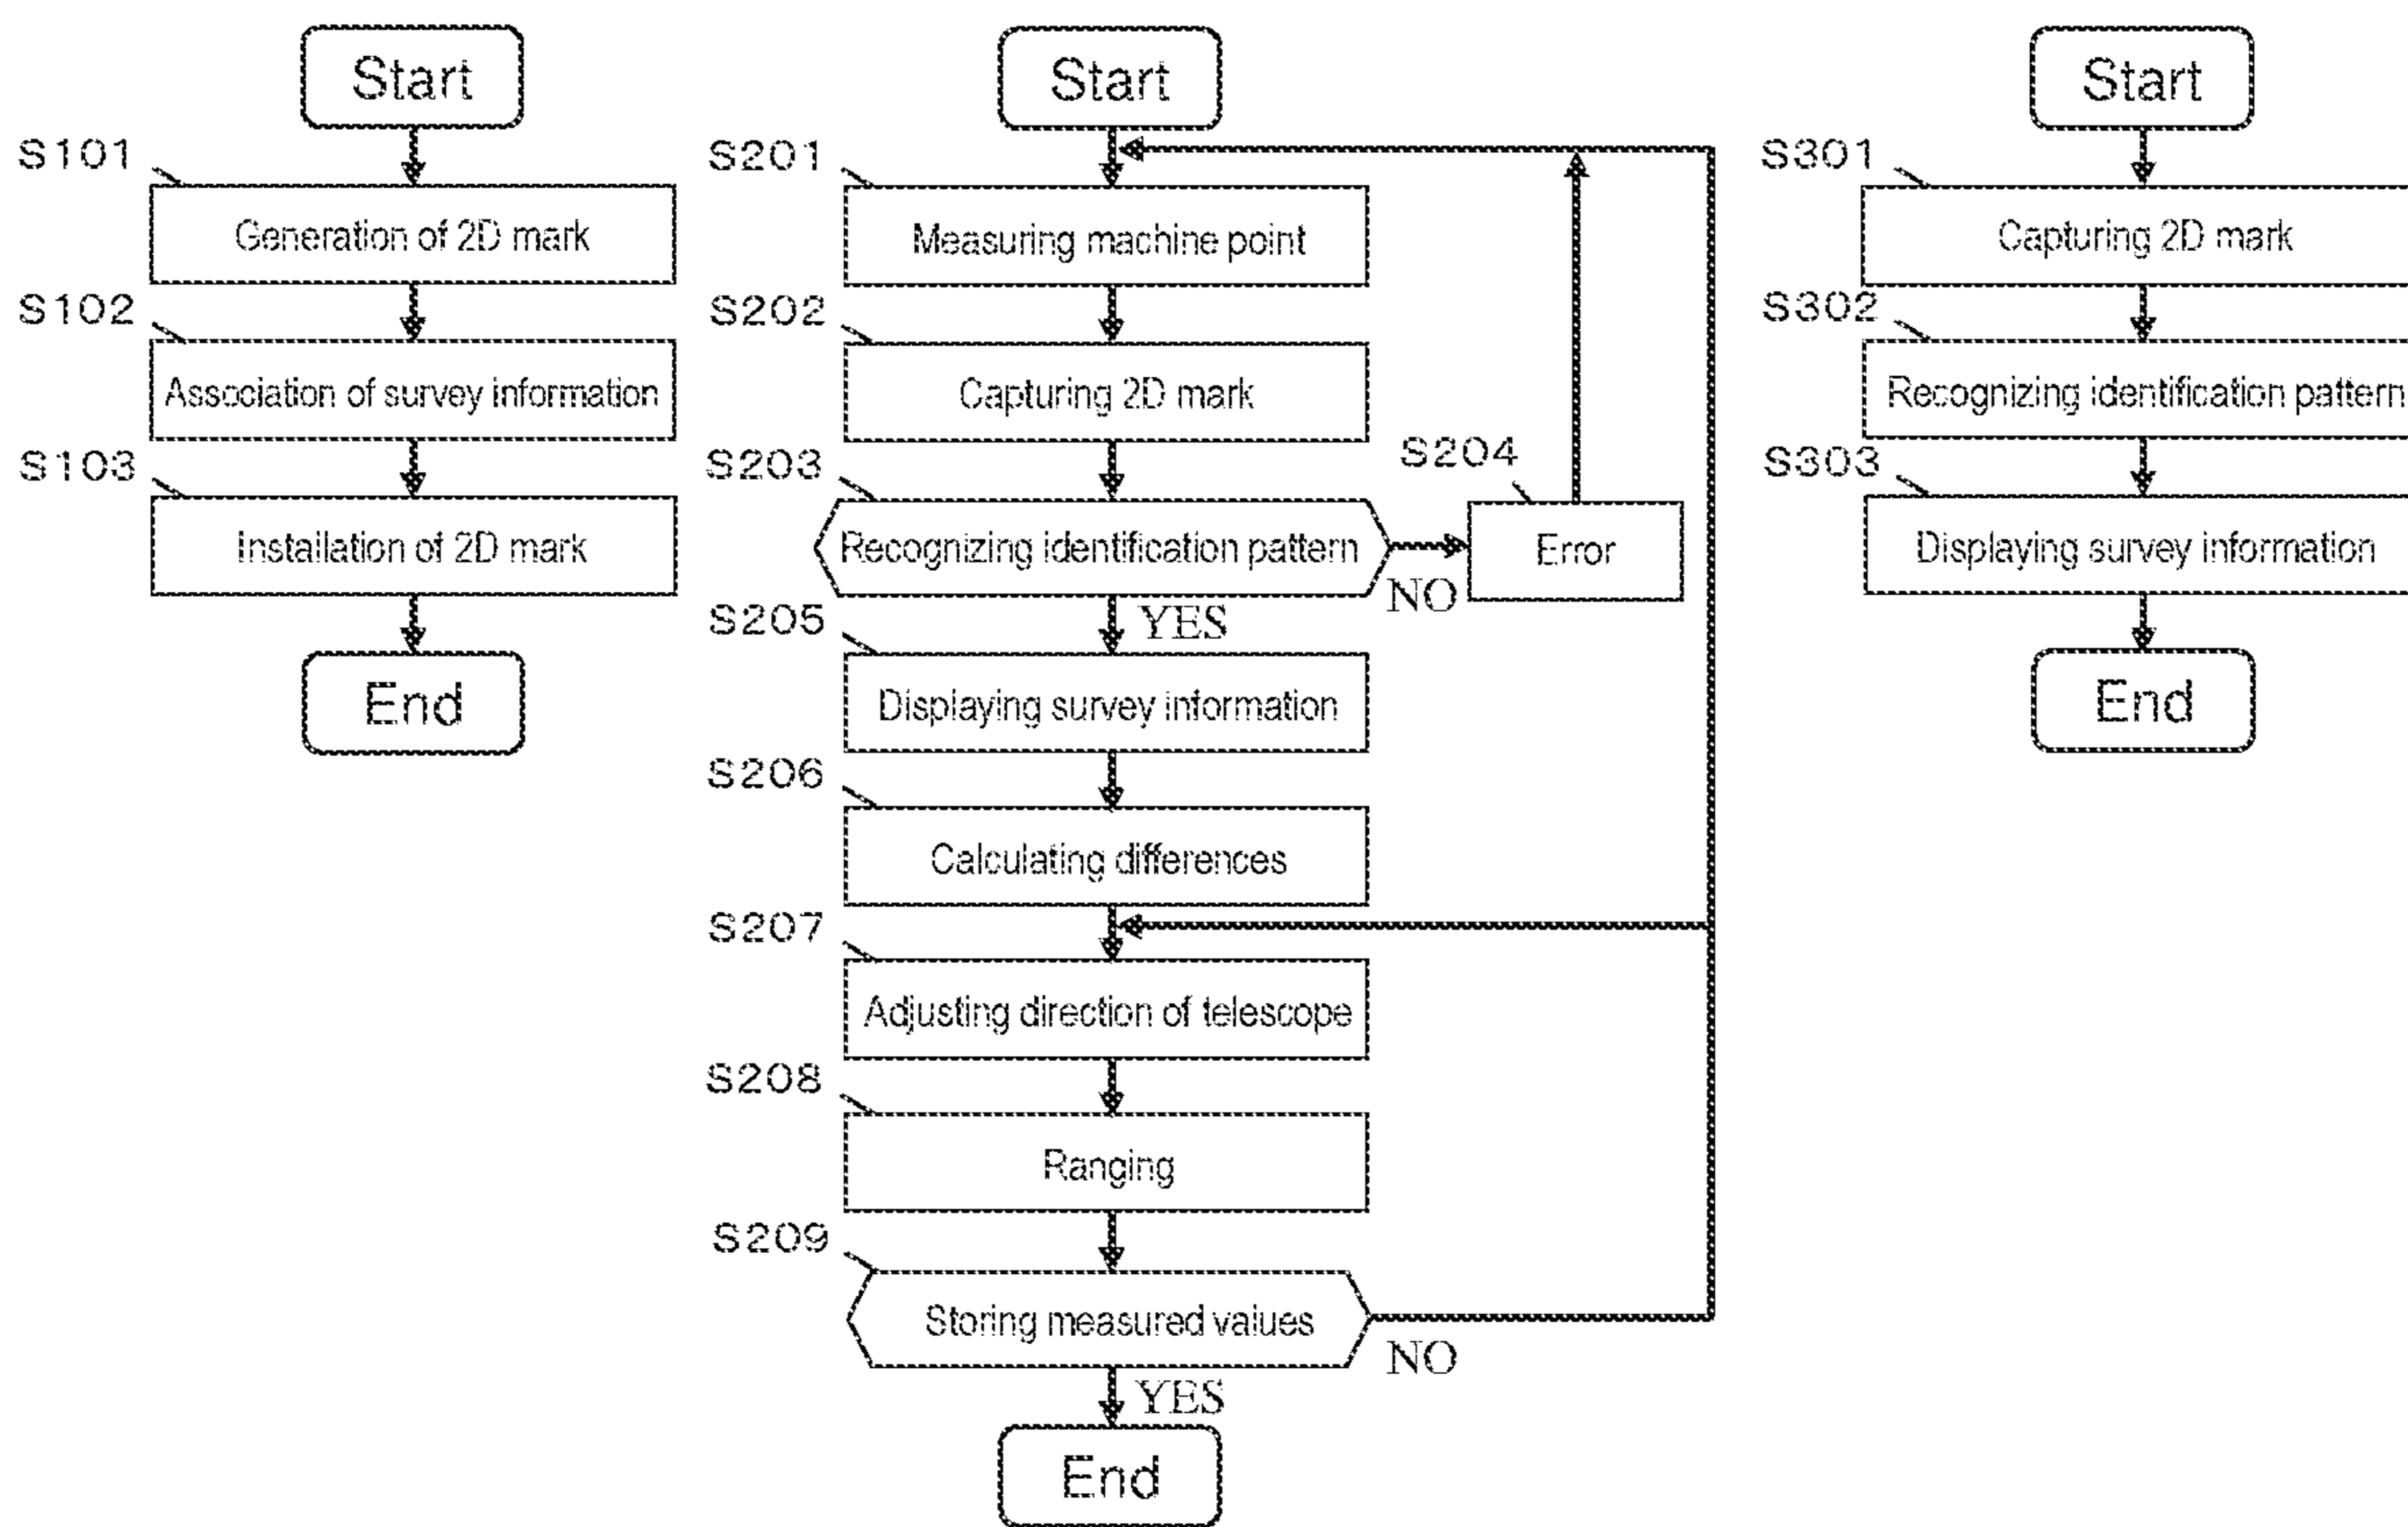 Start
S101
Generation of 2D mark
S102
Association of survey information
S103
Installation of 2D mark
End
Start
S201
Measuring machine point
S202
Capturing 2D mark
S203
Recognizing identification pattern
NO
S204
Error
YES
S205
Displaying survey information
S206
Calculating differences
S207
Adjusting direction of telescope
S208
Ranging
S209
Storing measured values
NO
YES
End
Start
S301
Capturing 2D mark
S302
Recognizing identification pattern
S303
Displaying survey information
End